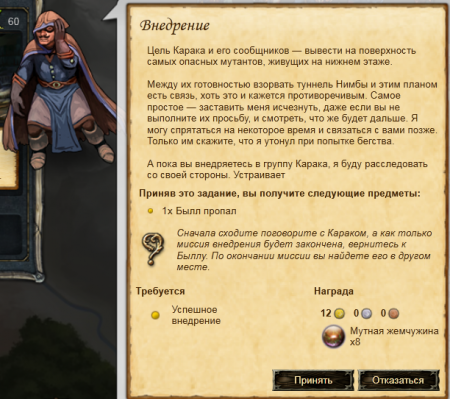 60
Внедрение
Цель Карака и его сообщников — вывести на поверхность
самых опасных мутантов, живущих на нижнем этаже.
Между их готовностью взорвать туннель Нимбы и этим планом
есть связь, хоть это и кажется противоречивым. Самое
простое — заставить меня исчезнуть, даже если вы не
выполните их просьбу, и смотреть, что же будет дальше. Я
могу спрятаться на некоторое время и связаться с вами позже.
Только им скажите, что я утонул при попытке бегства.
А пока вы внедряетесь в группу Карака, я буду расследовать
со своей стороны. Устраивает
Приняв это задание, вы получите следующие предметы:
1x Былл пропал
Сначала сходите поговорите с Караком, а как только
миссия внедрения будет закончена, вернитесь к
Быллу. По окончании миссии вы найдете его в другом
месте.
Требуется
Успешное
внедрение
Награда
12 0 0
Мутная жемчужина
x8
Принять
Отказаться